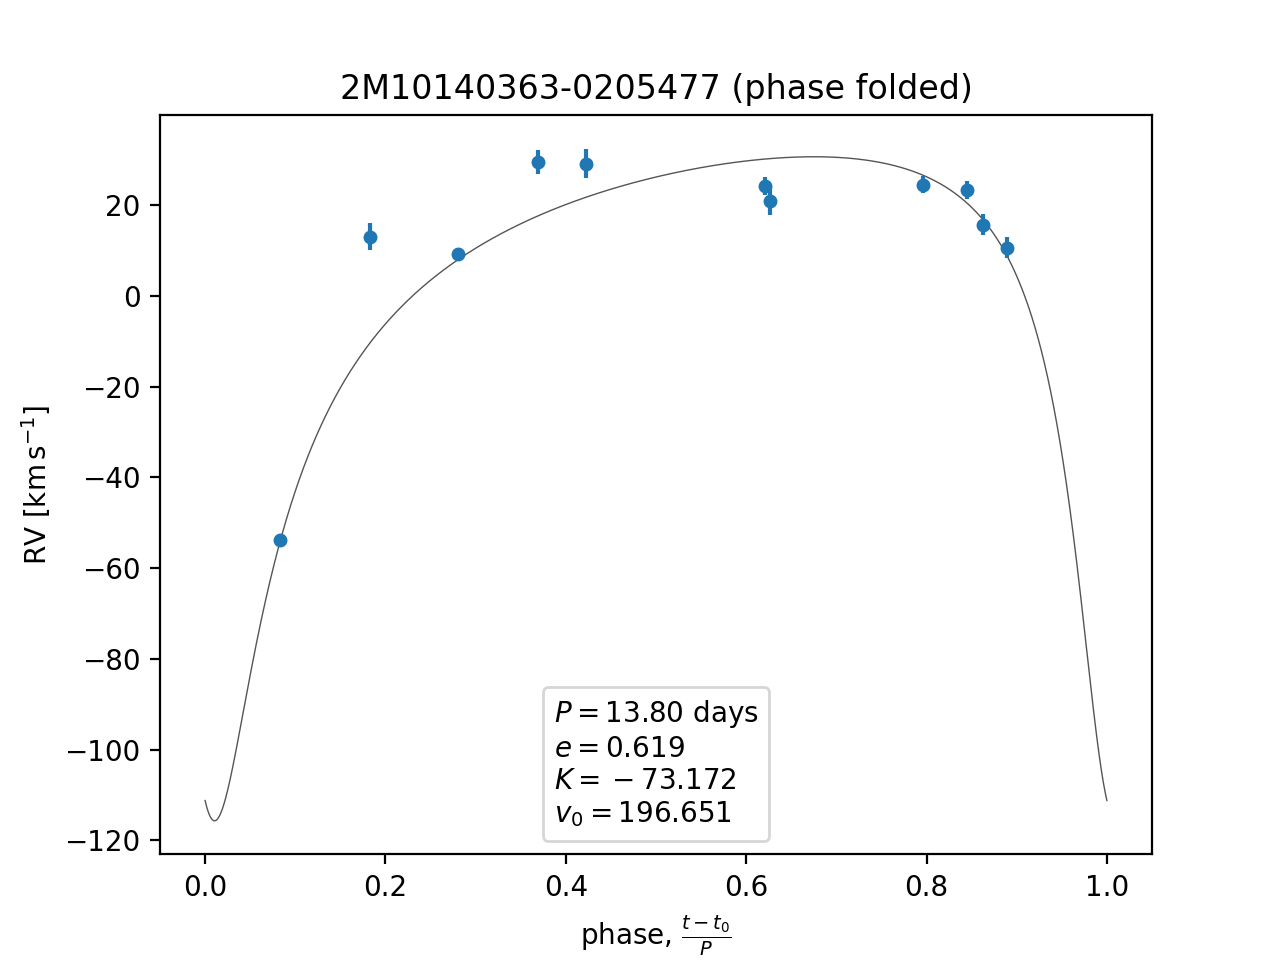 2M10140363-0205477 (phase folded)
20
0
−20
−40
−60
−80
−100
−120
RV [km s⁻¹]
P = 13.80 days
e = 0.619
K = − 73.172
v₀ = 196.651
0.0 0.2 0.4 0.6 0.8 1.0
phase, (t − t₀)/P